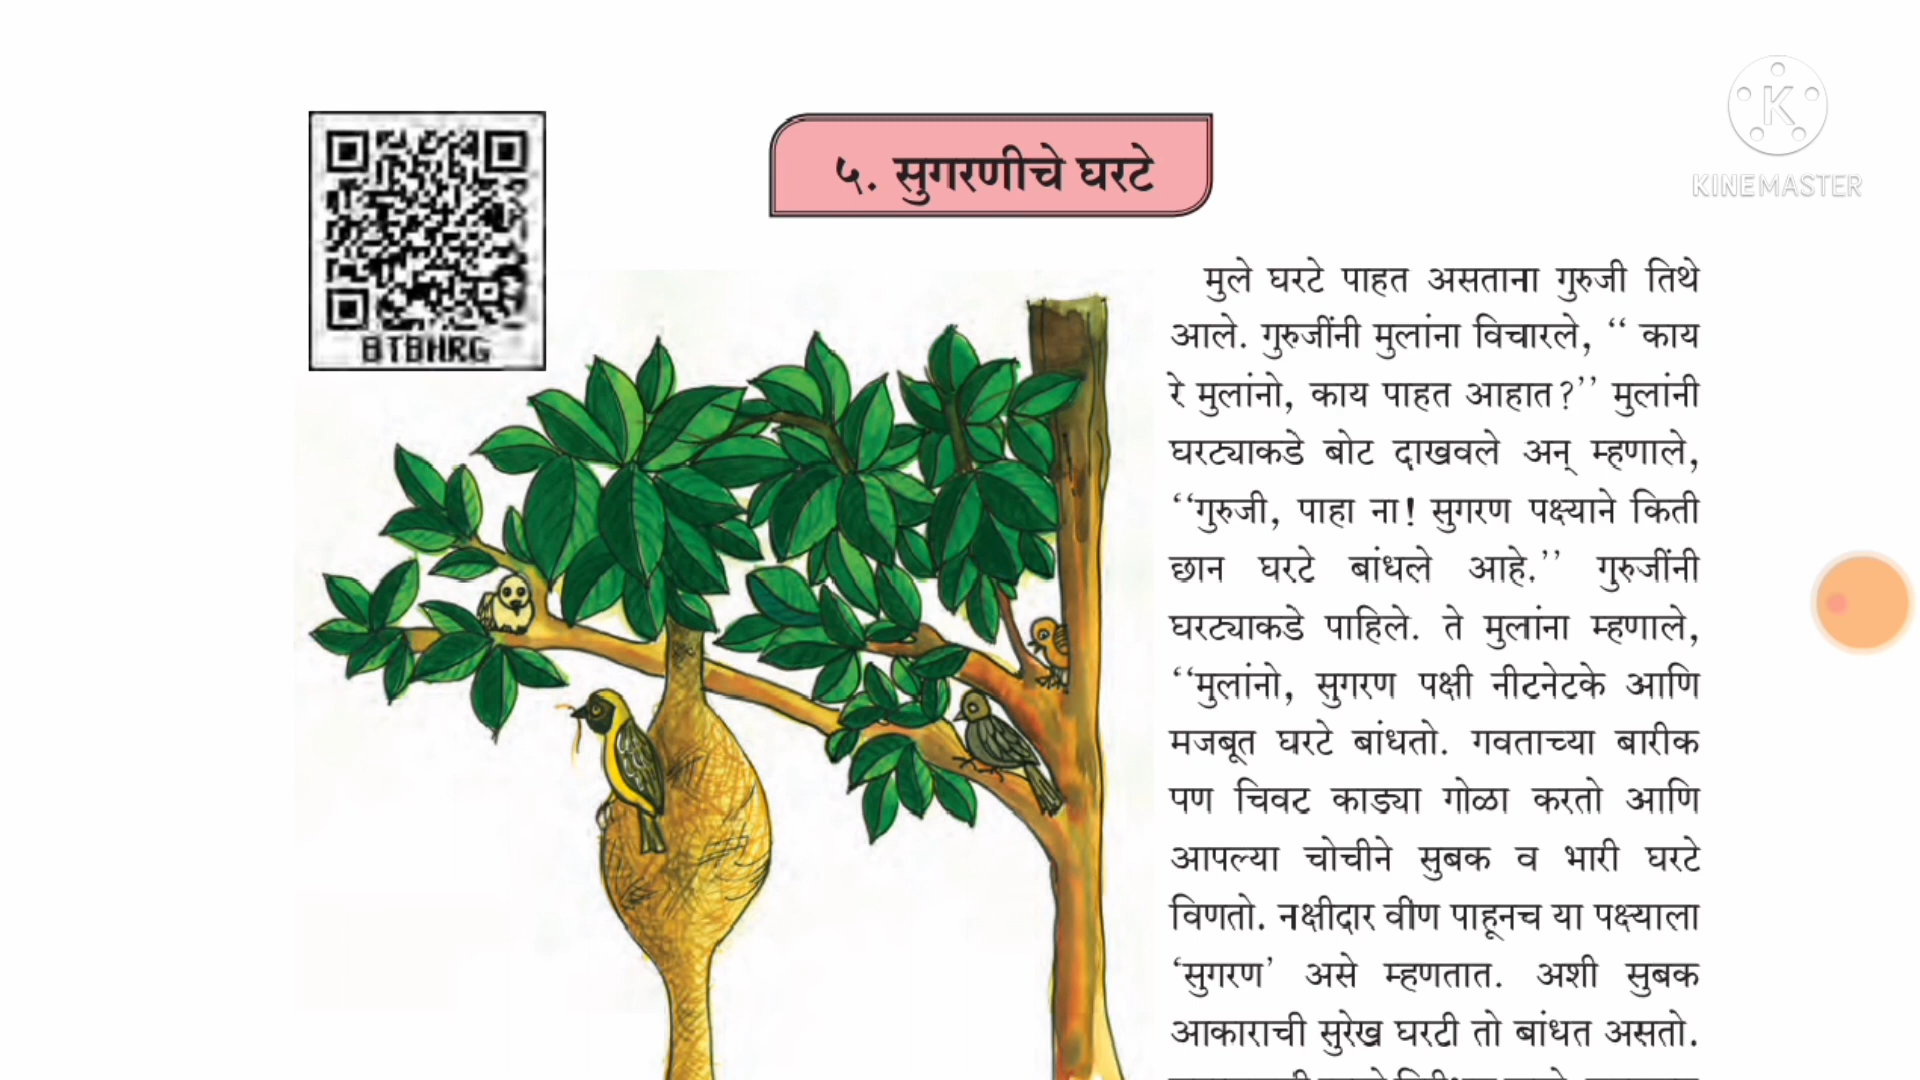 BTBHRG
५. सुगरणीचे घरटे
KINEMASTER
मुले घरटे पाहत असताना गुरुजी तिथे
आले. गुरुजींनी मुलांना विचारले, ‘‘ काय
रे मुलांनो, काय पाहत आहात?’’ मुलांनी
घरट्याकडे बोट दाखवले अन् म्हणाले,
‘‘गुरुजी, पाहा ना! सुगरण पक्ष्याने किती
छान घरटे बांधले आहे.’’ गुरुजींनी
घरट्याकडे पाहिले. ते मुलांना म्हणाले,
‘‘मुलांनो, सुगरण पक्षी नीटनेटके आणि
मजबूत घरटे बांधतो. गवताच्या बारीक
पण चिवट काड्या गोळा करतो आणि
आपल्या चोचीने सुबक व भारी घरटे
विणतो. नक्षीदार वीण पाहूनच या पक्ष्याला
‘सुगरण’ असे म्हणतात. अशी सुबक
आकाराची सुरेख घरटी तो बांधत असतो.